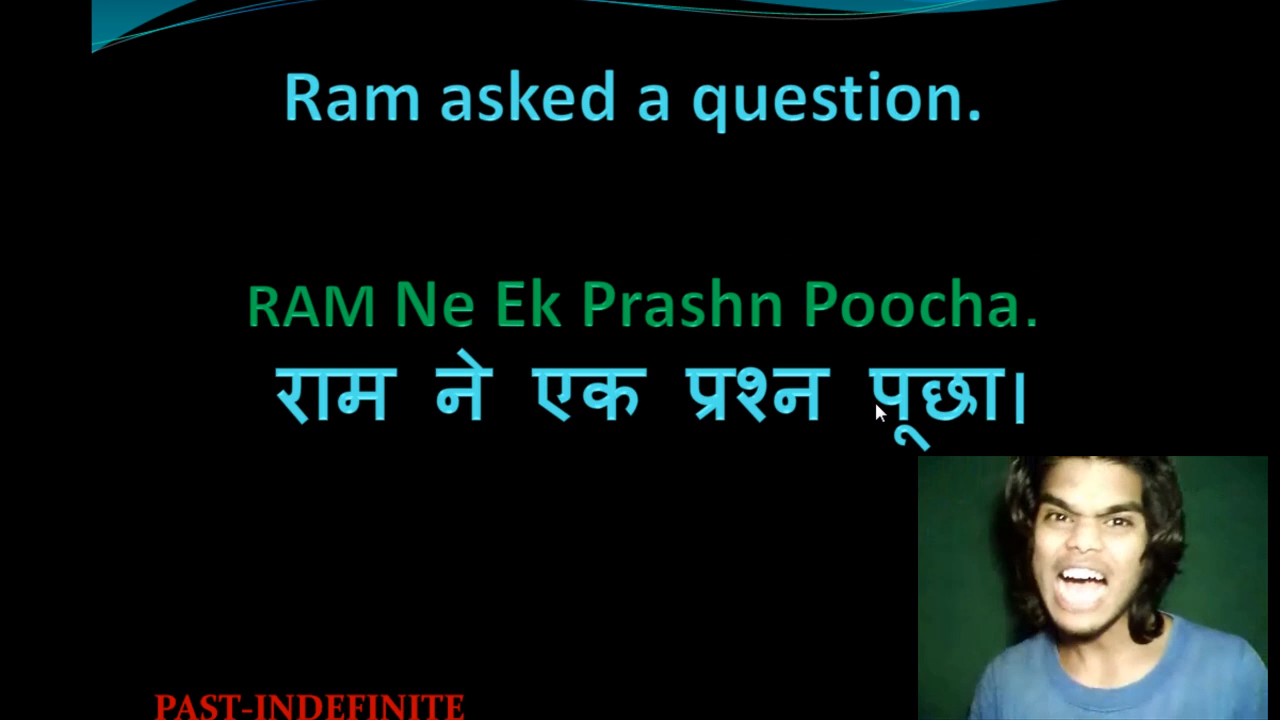 Ram asked a question.
RAM Ne Ek Prashn Poocha.
राम ने एक प्रश्न पूछा।
PAST-INDEFINITE